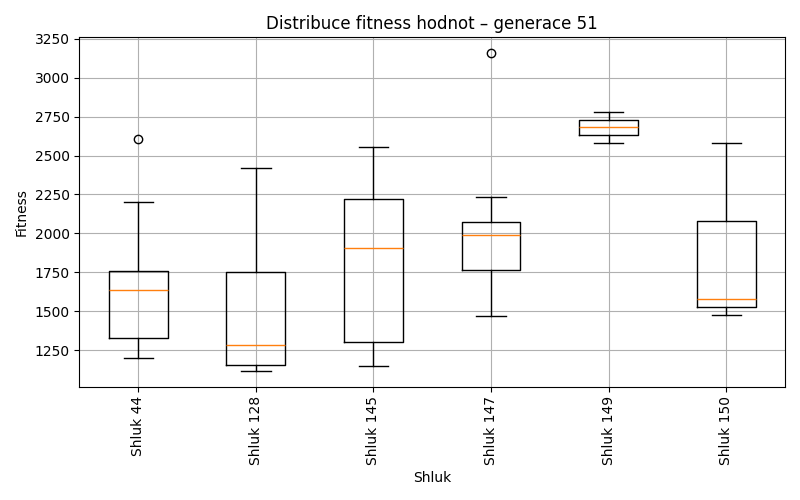 Distribuce fitness hodnot – generace 51
3250
3000
2750
2500
2250
2000
1750
1500
1250
Fitness
Shluk 44
Shluk 128
Shluk 145
Shluk 147
Shluk 149
Shluk 150
Shluk